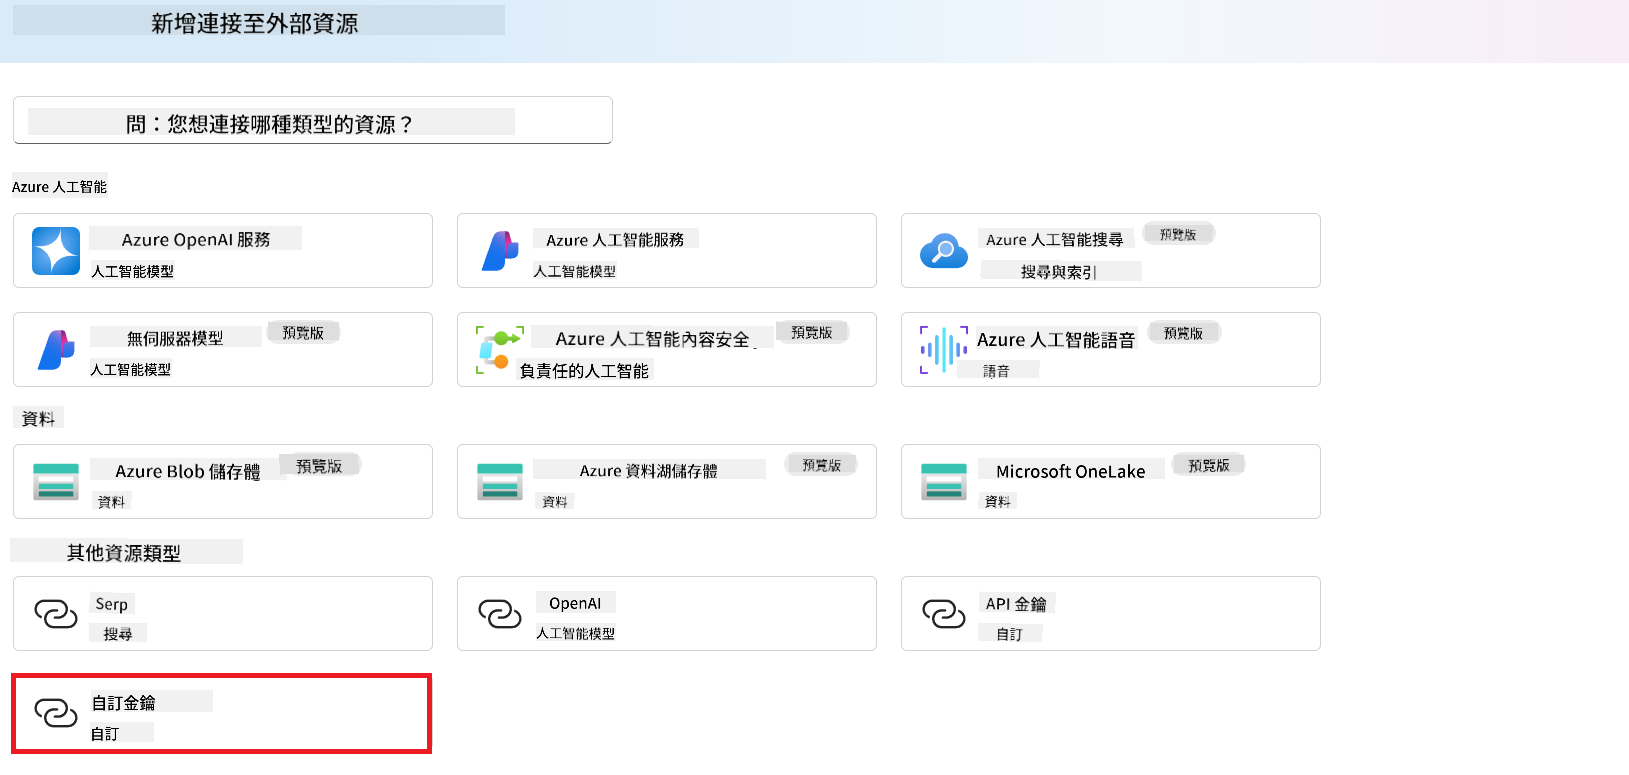 新增連接至外部資源
問：您想連接哪種類型的資源？
Azure 人工智能
Azure OpenAI 服務
人工智能模型
Azure 人工智能服務
人工智能模型
Azure 人工智能搜尋
預覽版
搜尋與索引
無伺服器模型
預覽版
人工智能模型
Azure 人工智能內容安全
預覽版
負責任的人工智能
Azure 人工智能語音
預覽版
語音
資料
Azure Blob 儲存體
預覽版
資料
Azure 資料湖儲存體
預覽版
資料
Microsoft OneLake
預覽版
資料
其他資源類型
Serp
搜尋
OpenAI
人工智能模型
API 金鑰
自訂
自訂金鑰
自訂